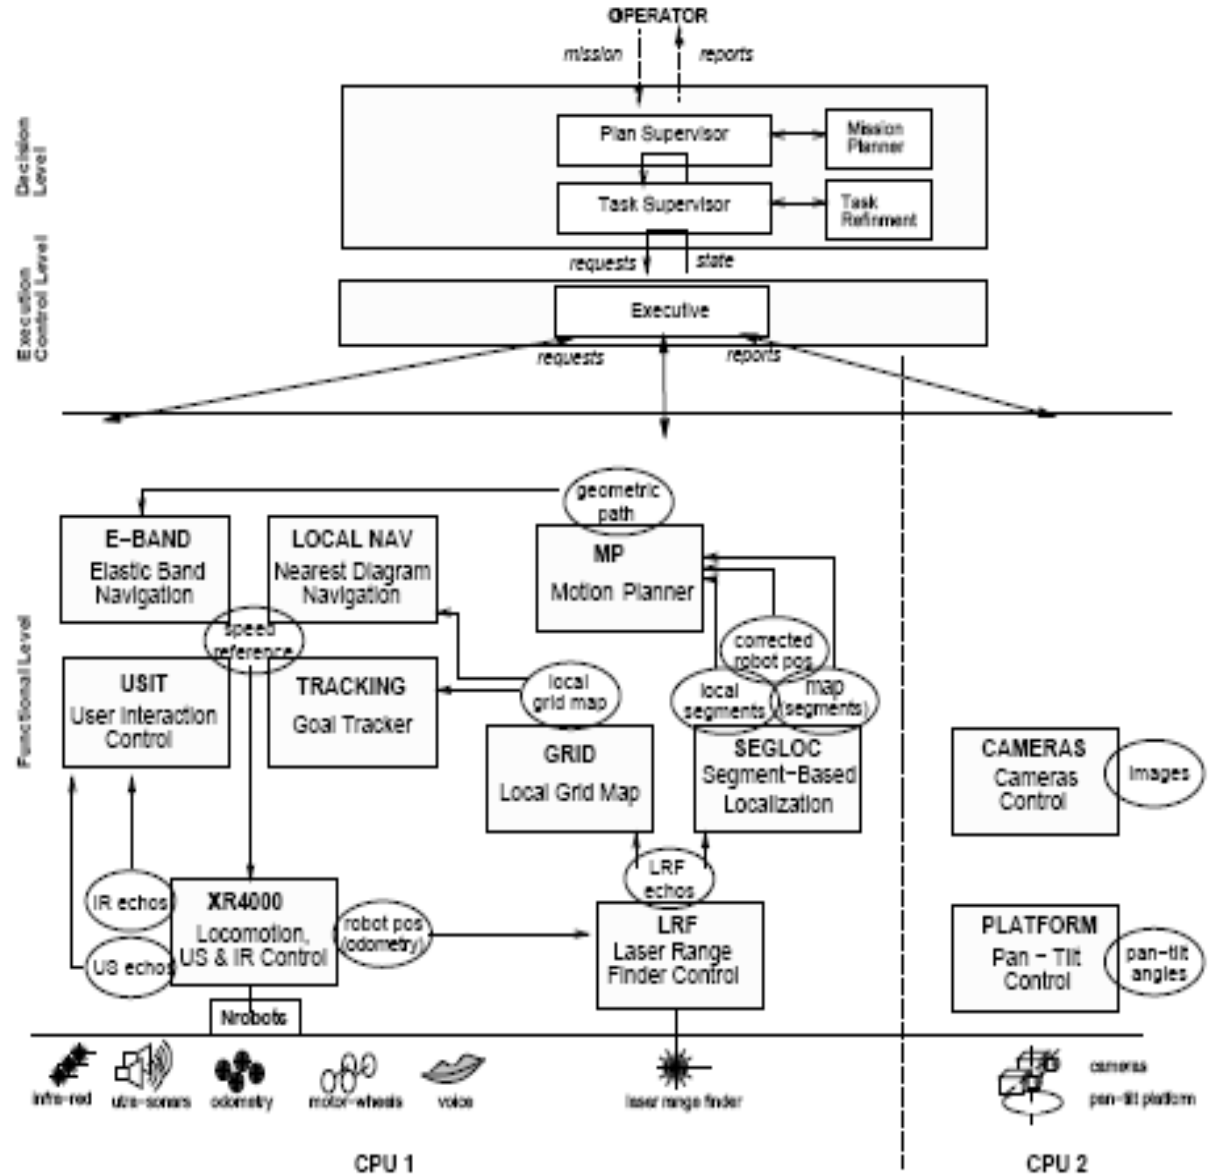 OPERATOR
mission
reports
Decision
Level
Plan Supervisor
Mission
Planner
Task Supervisor
Task
Refinment
requests
state
Execution
Control Level
Executive
requests
reports
Functional Level
geometric
path
E-BAND
Elastic Band
Navigation
LOCAL NAV
Nearest Diagram
Navigation
MP
Motion Planner
speed
reference
corrected
robot pos
USIT
User Interaction
Control
TRACKING
Goal Tracker
local
grid map
local
segments
map
(segments)
GRID
Local Grid Map
SEGLOC
Segment-Based
Localization
CAMERAS
Cameras
Control
images
IR echos
US echos
XR4000
Locomotion,
US & IR Control
robot pos
(odometry)
LRF
echos
LRF
Laser Range
Finder Control
PLATFORM
Pan - Tilt
Control
pan-tilt
angles
Nrobots
infra-red
utra-sonars
odometry
motor-wheels
voice
laser range finder
cameras
pan-tilt platform
CPU 1
CPU 2